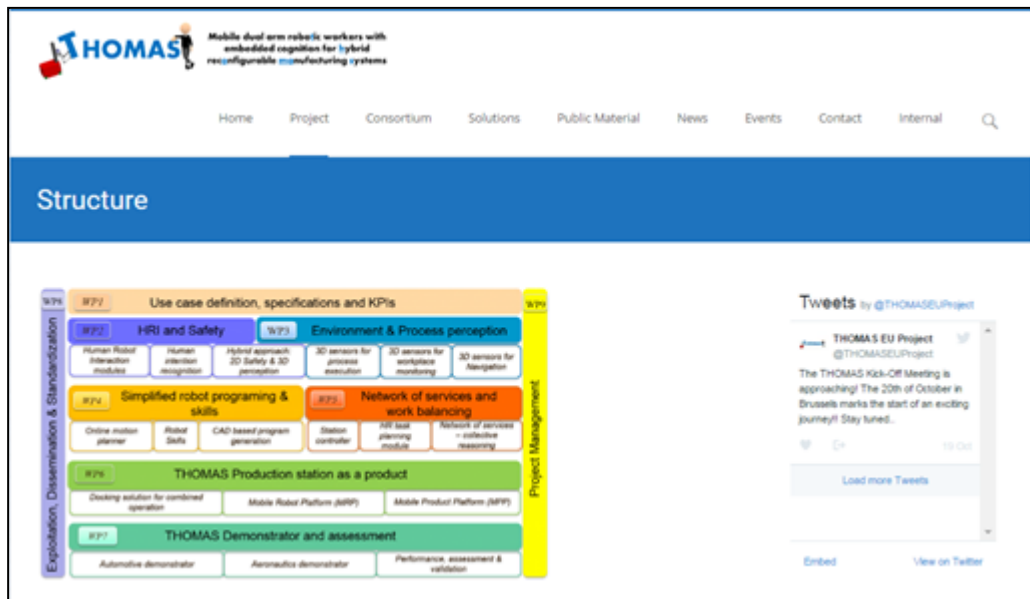 THOMAS
Mobile dual arm robotic workers with
embedded cognition for hybrid
reconfigurable manufacturing systems
Home Project Consortium Solutions Public Material News Events Contact Internal
Structure
WP8
Exploitation, Dissemination & Standardization
WP1 Use case definition, specifications and KPIs
WP2 HRI and Safety
WP3 Environment & Process perception
Human Robot
Interaction
modules
Human
intention
recognition
Hybrid approach:
2D Safety & 3D
perception
3D sensors for
process
execution
3D sensors for
workplace
monitoring
3D sensors for
Navigation
WP4 Simplified robot programing &
skills
WP5 Network of services and
work balancing
Online motion
planner
Robot
Skills
CAD based program
generation
Station
controller
HR task
planning
module
Network of services
– collective
reasoning
WP6 THOMAS Production station as a product
Docking solution for combined
operation
Mobile Robot Platform (MRP)
Mobile Product Platform (MPP)
WP7 THOMAS Demonstrator and assessment
Automotive demonstrator
Aeronautics demonstrator
Performance, assessment &
validation
WP9
Project Management
Tweets by @THOMASEUProject
THOMAS EU Project
@THOMASEUProject
The THOMAS Kick-Off Meeting is
approaching! The 20th of October in
Brussels marks the start of an exciting
journey!! Stay tuned..
19 Oct
Load more Tweets
Embed View on Twitter